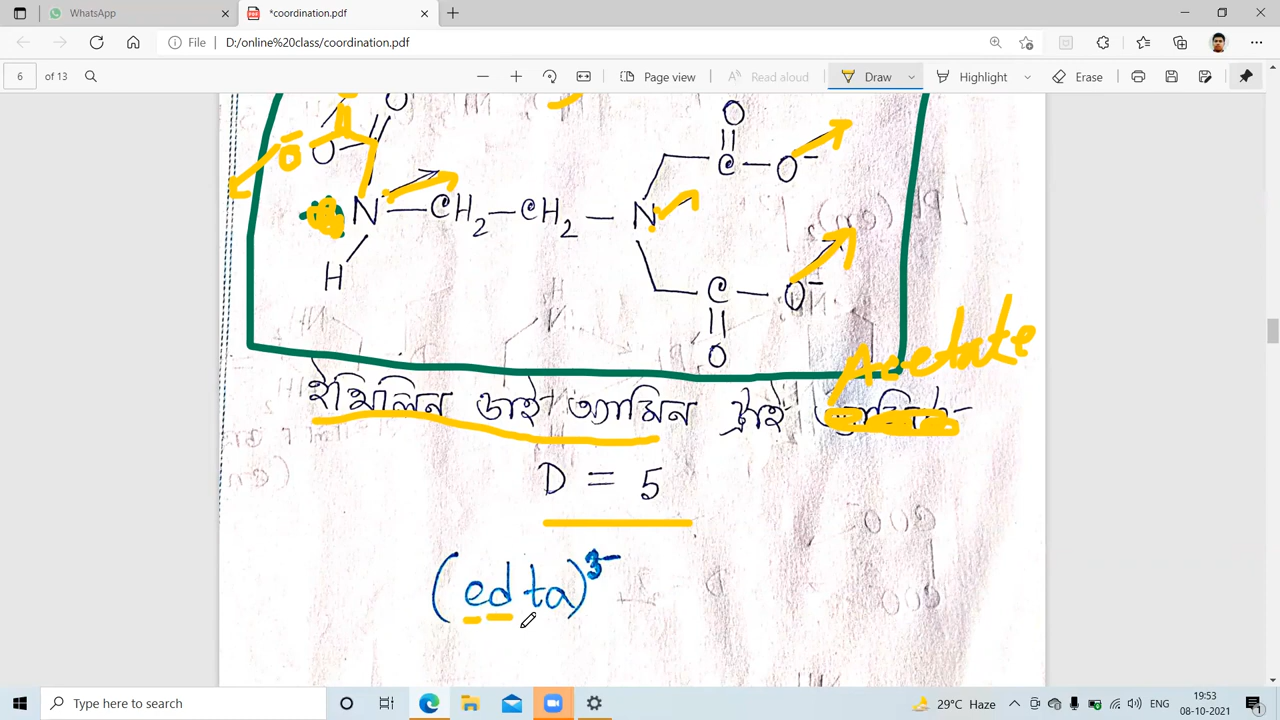 WhatsApp
*coordination.pdf
File D:/online%20class/coordination.pdf
6 of 13 Page view Read aloud Draw Highlight Erase
O O
O⁻ O– C–O⁻
N–CH₂–CH₂–N
H
C–O⁻
O
Acetate
ইথিলিন ডাই অ্যামিন ট্রাই
D = 5
(edta)³⁻
Type here to search
29°C Haze
ENG
19:53
08-10-2021
1